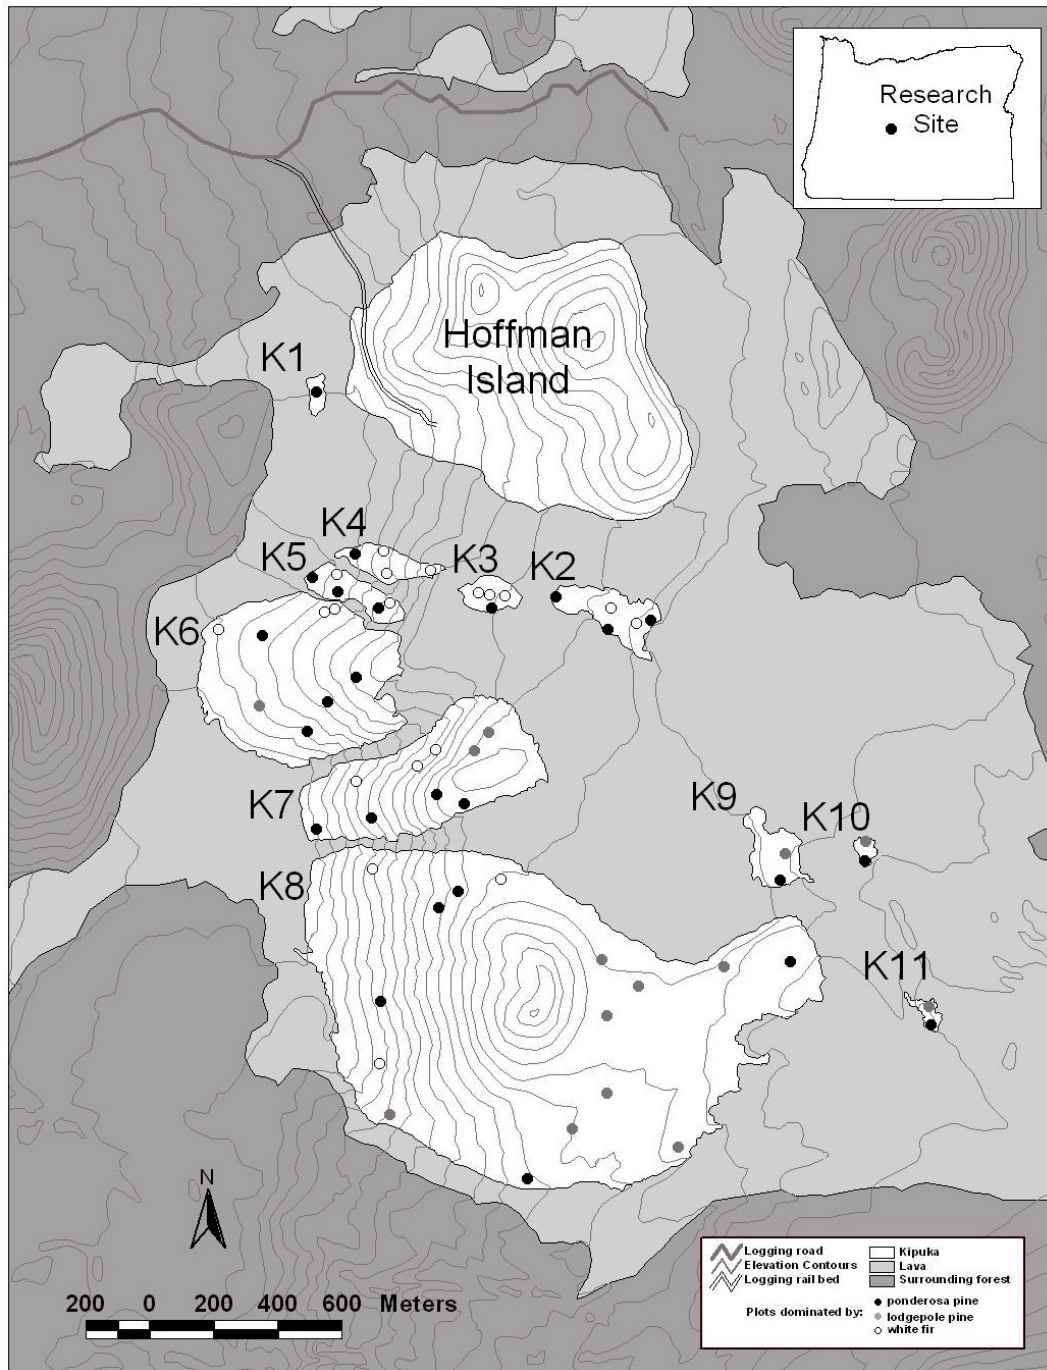 Research
Site
Hoffman
Island
K1
K4
K5
K3
K2
K6
K7
K9
K10
K8
K11
N
200 0 200 400 600 Meters
Logging road
Elevation Contours
Logging rail bed
Kipuka
Lava
Surrounding forest
Plots dominated by:
ponderosa pine
lodgepole pine
white fir